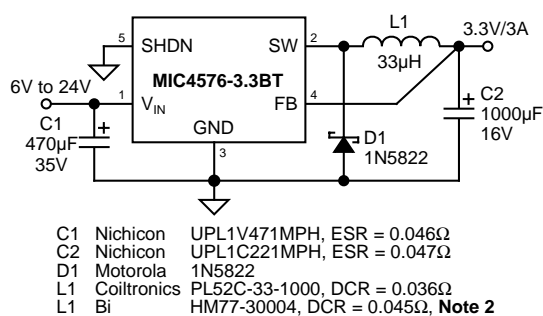 L1
3.3V/3A
5
SHDN
SW
2
33µH
MIC4576-3.3BT
6V to 24V
1
VIN
FB
4
C2
1000µF
16V
C1
470µF
35V
GND
3
D1
1N5822
C1 Nichicon UPL1V471MPH, ESR = 0.046Ω
C2 Nichicon UPL1C221MPH, ESR = 0.047Ω
D1 Motorola 1N5822
L1 Coiltronics PL52C-33-1000, DCR = 0.036Ω
L1 Bi HM77-30004, DCR = 0.045Ω, Note 2